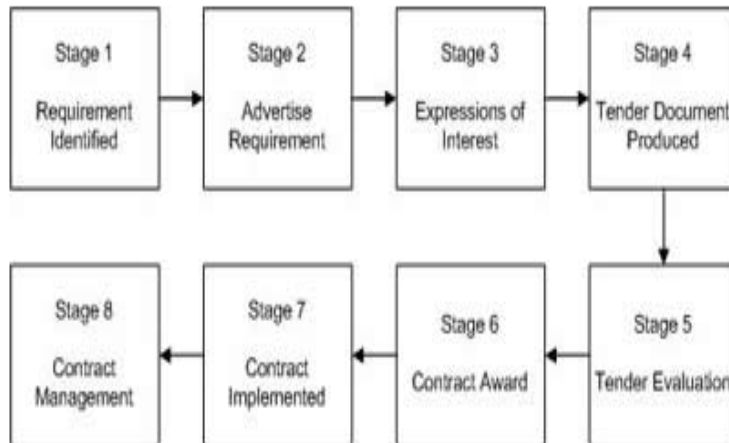 Stage 1
Requirement
Identified
Stage 2
Advertise
Requirement
Stage 3
Expressions of
Interest
Stage 4
Tender Document
Produced
Stage 5
Tender Evaluation
Stage 6
Contract Award
Stage 7
Contract
Implemented
Stage 8
Contract
Management